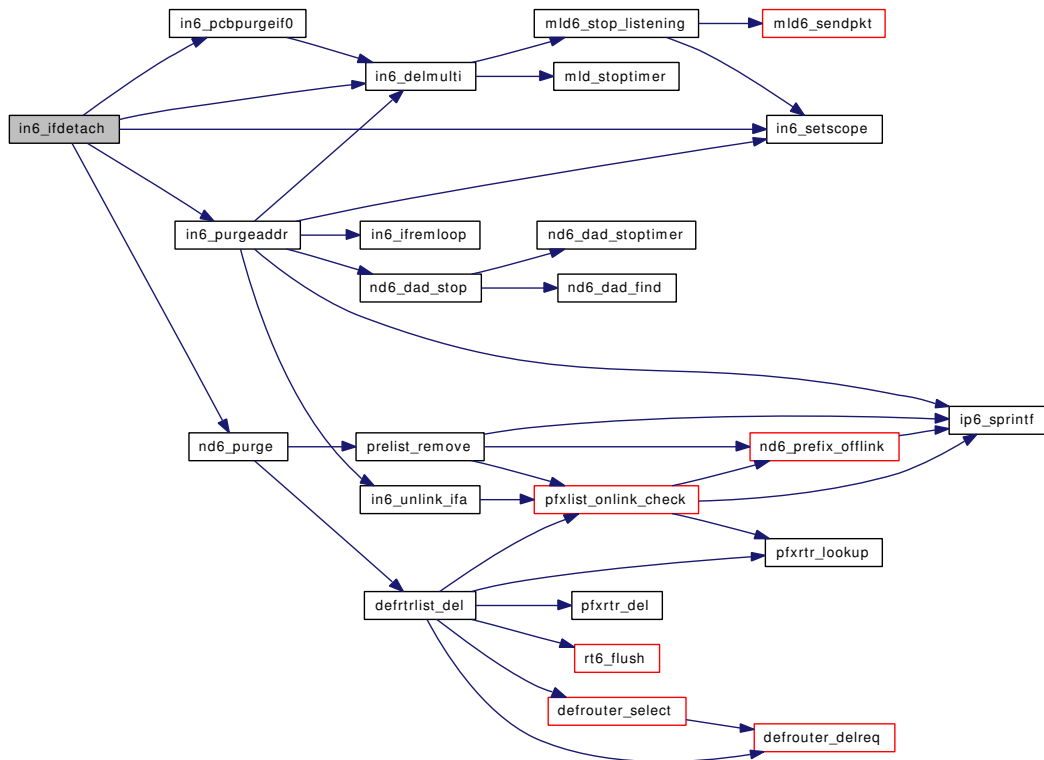 in6_pcbpurgeif0
mld6_stop_listening
mld6_sendpkt
in6_delmulti
mld_stoptimer
in6_ifdetach
in6_setscope
in6_purgeaddr
in6_ifremloop
nd6_dad_stoptimer
nd6_dad_stop
nd6_dad_find
ip6_sprintf
nd6_purge
prelist_remove
nd6_prefix_offlink
in6_unlink_ifa
pfxlist_onlink_check
pfxrtr_lookup
defrtrlist_del
pfxrtr_del
rt6_flush
defrouter_select
defrouter_delreq